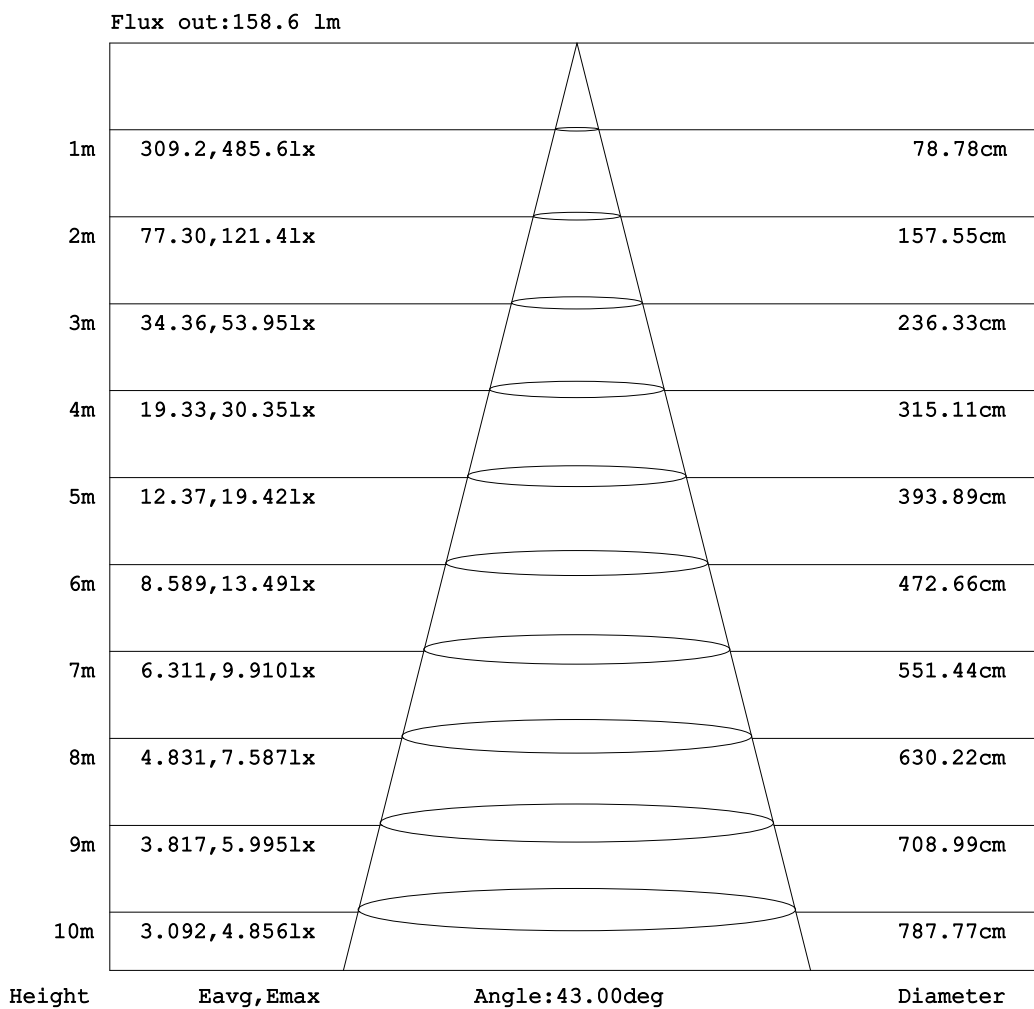 Flux out:158.6 lm
1m 309.2,485.6lx 78.78cm
2m 77.30,121.4lx 157.55cm
3m 34.36,53.95lx 236.33cm
4m 19.33,30.35lx 315.11cm
5m 12.37,19.42lx 393.89cm
6m 8.589,13.49lx 472.66cm
7m 6.311,9.910lx 551.44cm
8m 4.831,7.587lx 630.22cm
9m 3.817,5.995lx 708.99cm
10m 3.092,4.856lx 787.77cm
Height Eavg,Emax Angle:43.00deg Diameter